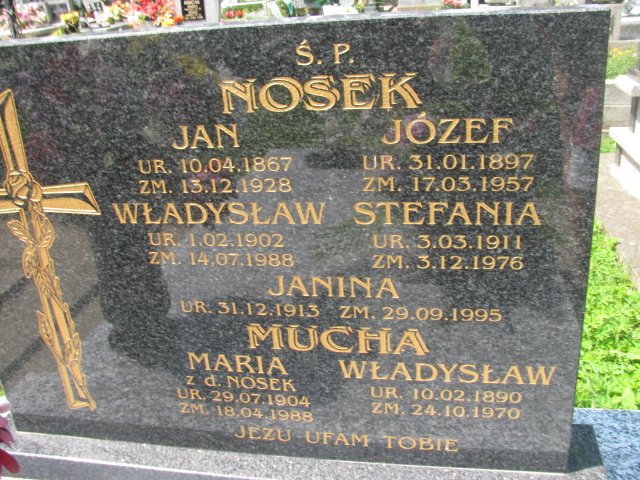 Ś. P.
NOSEK
JAN JÓZEF
UR. 10.04.1867 UR. 31.01.1897
ZM. 13.12.1928 ZM. 17.03.1957
WŁADYSŁAW STEFANIA
UR. 1.02.1902 UR. 3.03.1911
ZM. 14.07.1988 ZM. 3.12.1976
JANINA
UR. 31.12.1913 ZM. 29.09.1995
MUCHA
MARIA WŁADYSŁAW
z d. NOSEK UR. 10.02.1890
UR. 29.07.1904 ZM. 24.10.1970
ZM. 18.04.1988
JEZU UFAM TOBIE